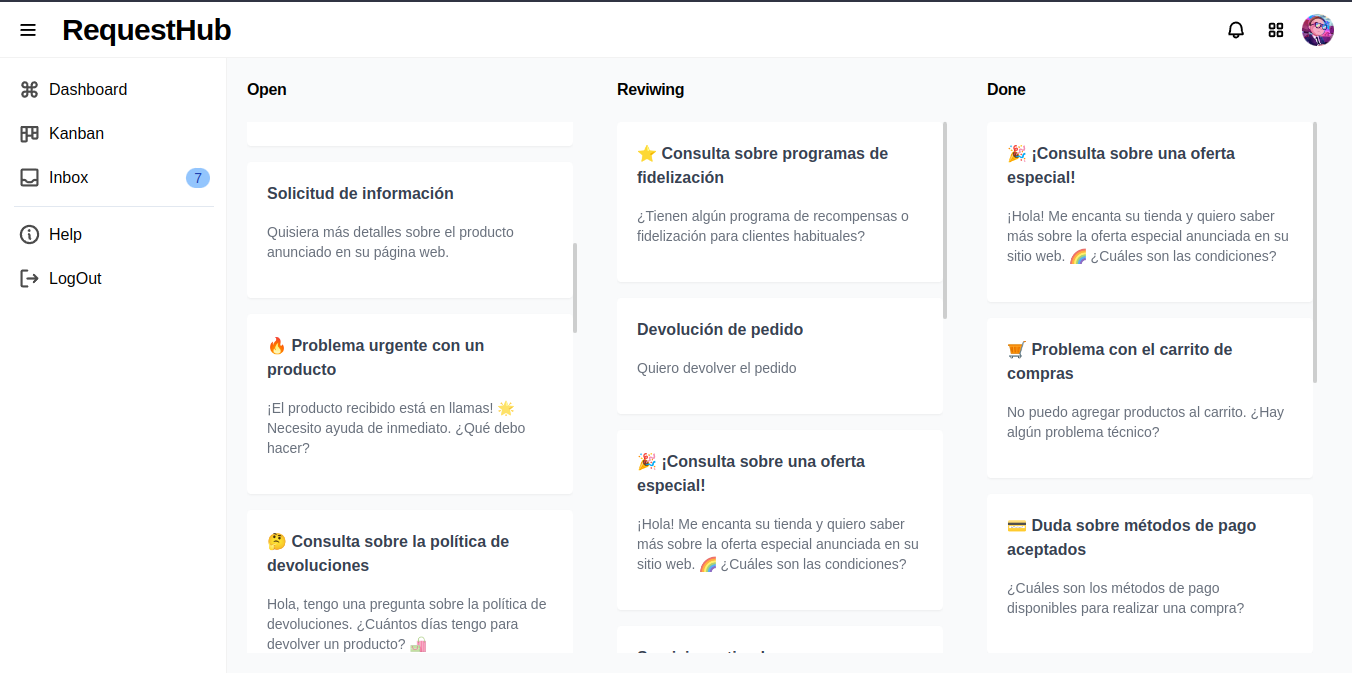 RequestHub
Dashboard
Kanban
Inbox
7
Help
LogOut
Open
Solicitud de información
Quisiera más detalles sobre el producto
anunciado en su página web.
🔥 Problema urgente con un
producto
¡El producto recibido está en llamas! 🌟
Necesito ayuda de inmediato. ¿Qué debo
hacer?
🤔 Consulta sobre la política de
devoluciones
Hola, tengo una pregunta sobre la política de
devoluciones. ¿Cuántos días tengo para
devolver un producto? 🛍️
Reviwing
⭐ Consulta sobre programas de
fidelización
¿Tienen algún programa de recompensas o
fidelización para clientes habituales?
Devolución de pedido
Quiero devolver el pedido
🎉 ¡Consulta sobre una oferta
especial!
¡Hola! Me encanta su tienda y quiero saber
más sobre la oferta especial anunciada en su
sitio web. 🌈 ¿Cuáles son las condiciones?
Done
🎉 ¡Consulta sobre una oferta
especial!
¡Hola! Me encanta su tienda y quiero saber
más sobre la oferta especial anunciada en su
sitio web. 🌈 ¿Cuáles son las condiciones?
🛒 Problema con el carrito de
compras
No puedo agregar productos al carrito. ¿Hay
algún problema técnico?
💳 Duda sobre métodos de pago
aceptados
¿Cuáles son los métodos de pago
disponibles para realizar una compra?